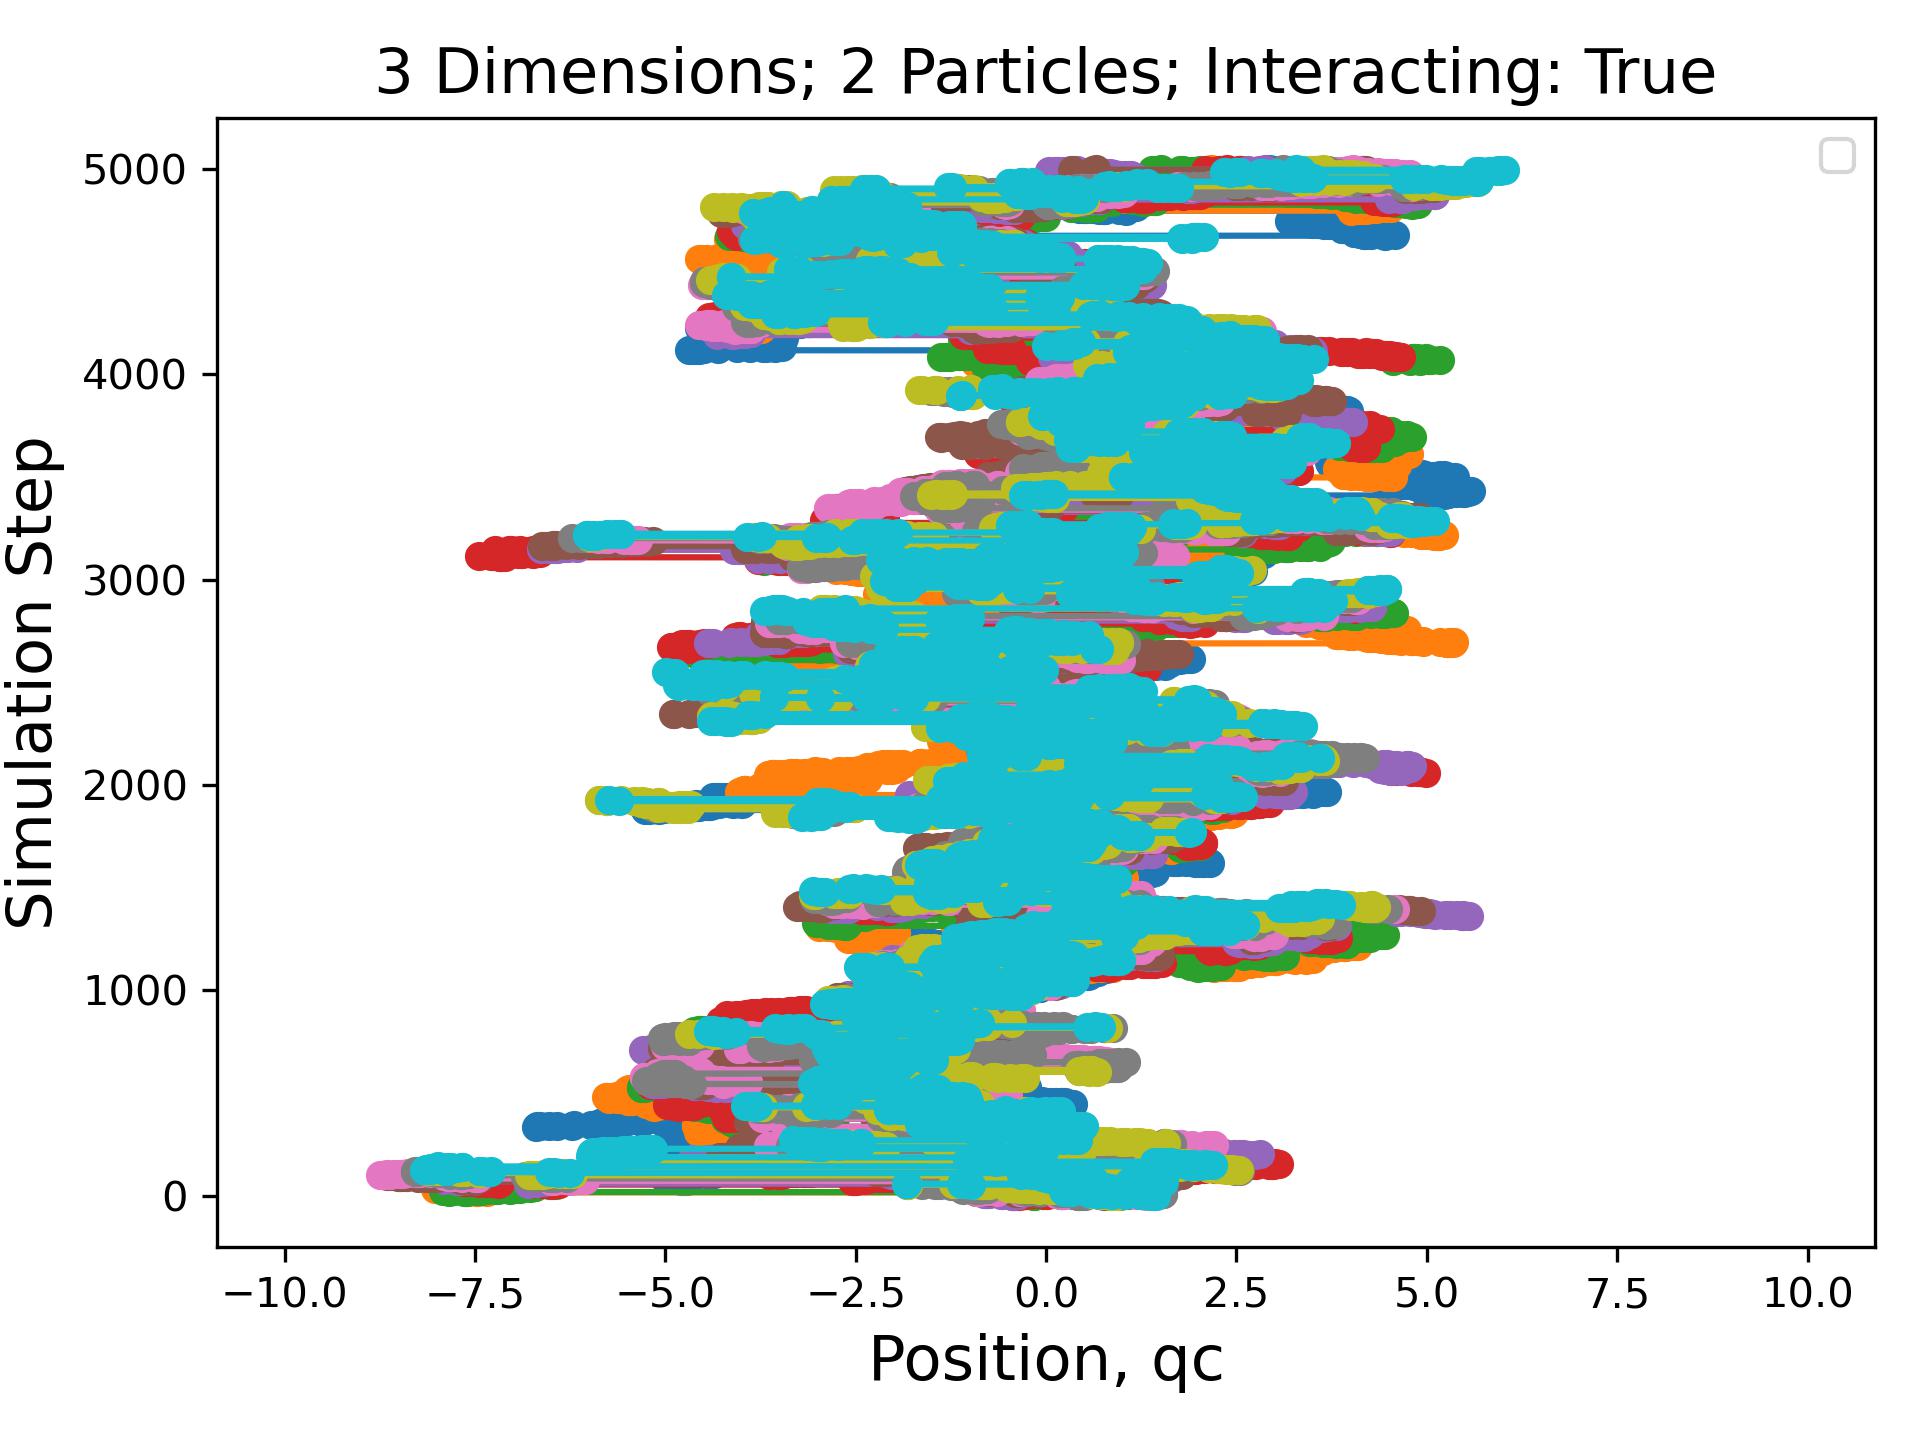 3 Dimensions; 2 Particles; Interacting: True
Simulation Step
5000
4000
3000
2000
1000
0
−10.0 −7.5 −5.0 −2.5 0.0 2.5 5.0 7.5 10.0
Position, qc